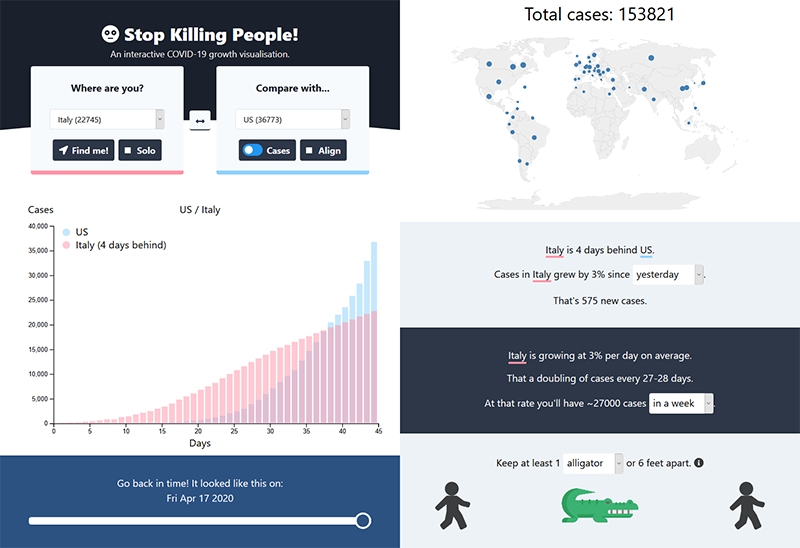 Stop Killing People!
An interactive COVID-19 growth visualisation.
Where are you?
Italy (22745)
Find me!
Solo
Compare with...
US (36773)
Cases
Align
Cases
US / Italy
US
Italy (4 days behind)
40,000
35,000
30,000
25,000
20,000
15,000
10,000
5,000
0
0 5 10 15 20 25 30 35 40 45
Days
Go back in time! It looked like this on:
Fri Apr 17 2020
Total cases: 153821
Italy is 4 days behind US.
Cases in Italy grew by 3% since yesterday.
That's 575 new cases.
Italy is growing at 3% per day on average.
That a doubling of cases every 27-28 days.
At that rate you'll have ~27000 cases in a week.
Keep at least 1 alligator or 6 feet apart.